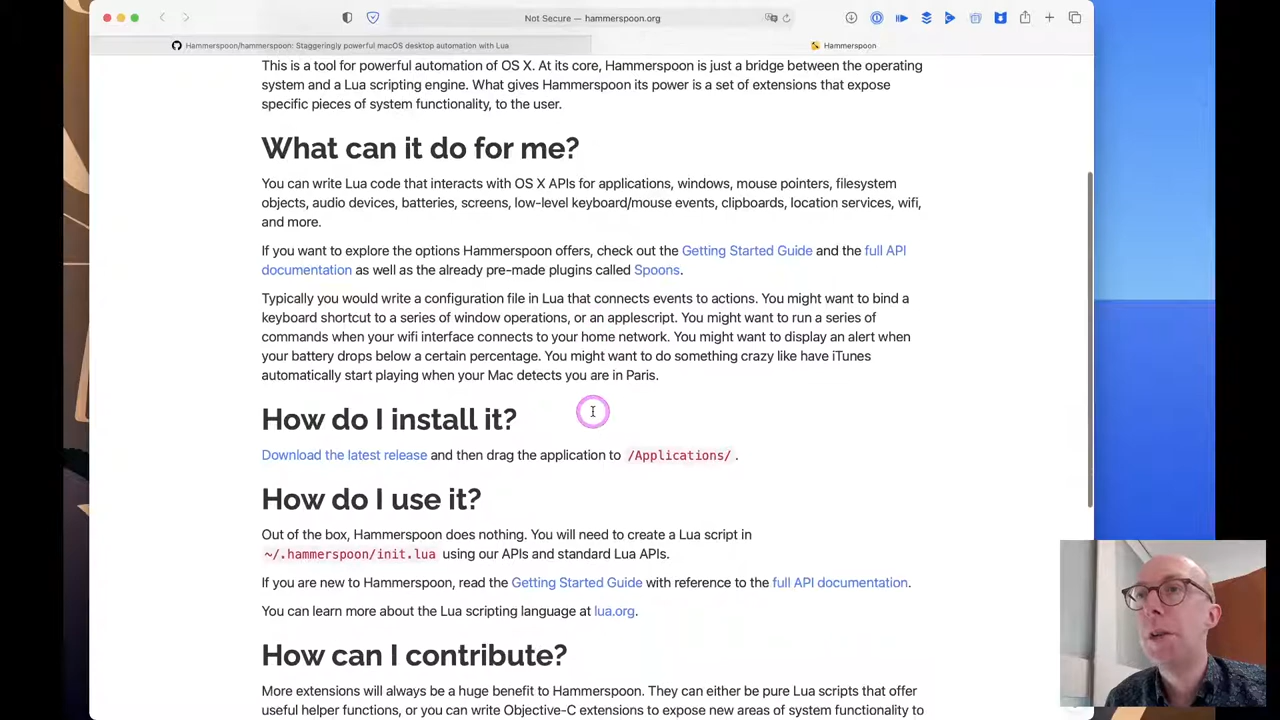 Not Secure — hammerspoon.org
Hammerspoon/hammerspoon: Staggeringly powerful macOS desktop automation with Lua
Hammerspoon
This is a tool for powerful automation of OS X. At its core, Hammerspoon is just a bridge between the operating
system and a Lua scripting engine. What gives Hammerspoon its power is a set of extensions that expose
specific pieces of system functionality, to the user.
What can it do for me?
You can write Lua code that interacts with OS X APIs for applications, windows, mouse pointers, filesystem
objects, audio devices, batteries, screens, low-level keyboard/mouse events, clipboards, location services, wifi,
and more.
If you want to explore the options Hammerspoon offers, check out the Getting Started Guide and the full API
documentation as well as the already pre-made plugins called Spoons.
Typically you would write a configuration file in Lua that connects events to actions. You might want to bind a
keyboard shortcut to a series of window operations, or an applescript. You might want to run a series of
commands when your wifi interface connects to your home network. You might want to display an alert when
your battery drops below a certain percentage. You might want to do something crazy like have iTunes
automatically start playing when your Mac detects you are in Paris.
How do I install it?
Download the latest release and then drag the application to /Applications/ .
How do I use it?
Out of the box, Hammerspoon does nothing. You will need to create a Lua script in
~/.hammerspoon/init.lua using our APIs and standard Lua APIs.
If you are new to Hammerspoon, read the Getting Started Guide with reference to the full API documentation.
You can learn more about the Lua scripting language at lua.org.
How can I contribute?
More extensions will always be a huge benefit to Hammerspoon. They can either be pure Lua scripts that offer
useful helper functions, or you can write Objective-C extensions to expose new areas of system functionality to